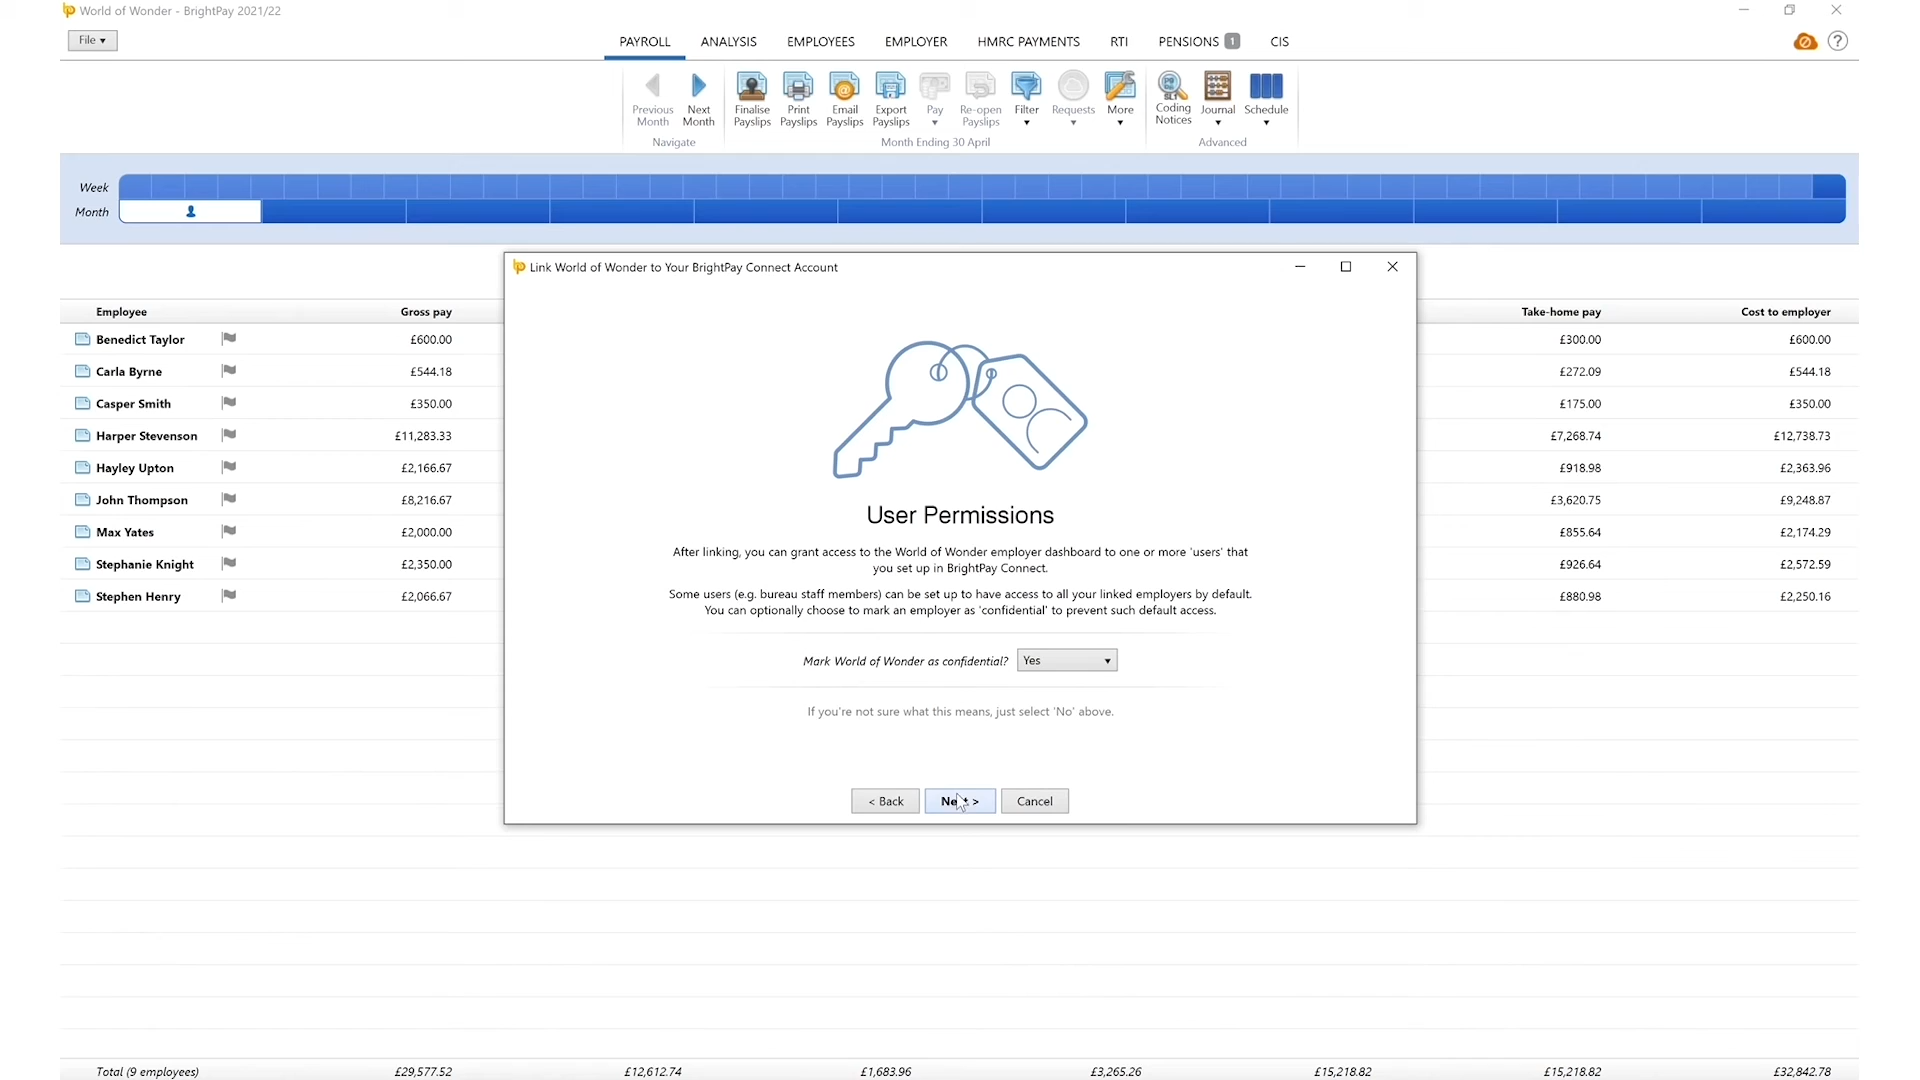 World of Wonder - BrightPay 2021/22
File
PAYROLL ANALYSIS EMPLOYEES EMPLOYER HMRC PAYMENTS RTI PENSIONS 1 CIS
Previous Month
Next Month
Finalise Payslips
Print Payslips
Email Payslips
Export Payslips
Pay
Re-open Payslips
Filter
Requests
More
Coding Notices
Journal
Schedule
Navigate
Month Ending 30 April
Advanced
Week
Month
Link World of Wonder to Your BrightPay Connect Account
Employee Gross pay Take-home pay Cost to employer
Benedict Taylor £600.00 £300.00 £600.00
Carla Byrne £544.18 £272.09 £544.18
Casper Smith £350.00 £175.00 £350.00
Harper Stevenson £11,283.33 £7,268.74 £12,738.73
Hayley Upton £2,166.67 £918.98 £2,363.96
John Thompson £8,216.67 £3,620.75 £9,248.87
Max Yates £2,000.00 £855.64 £2,174.29
Stephanie Knight £2,350.00 £926.64 £2,572.59
Stephen Henry £2,066.67 £880.98 £2,250.16
User Permissions
After linking, you can grant access to the World of Wonder employer dashboard to one or more 'users' that
you set up in BrightPay Connect.
Some users (e.g. bureau staff members) can be set up to have access to all your linked employers by default.
You can optionally choose to mark an employer as 'confidential' to prevent such default access.
Mark World of Wonder as confidential? Yes
If you're not sure what this means, just select 'No' above.
< Back Next > Cancel
Total (9 employees) £29,577.52 £12,612.74 £1,683.96 £3,265.26 £15,218.82 £15,218.82 £32,842.78